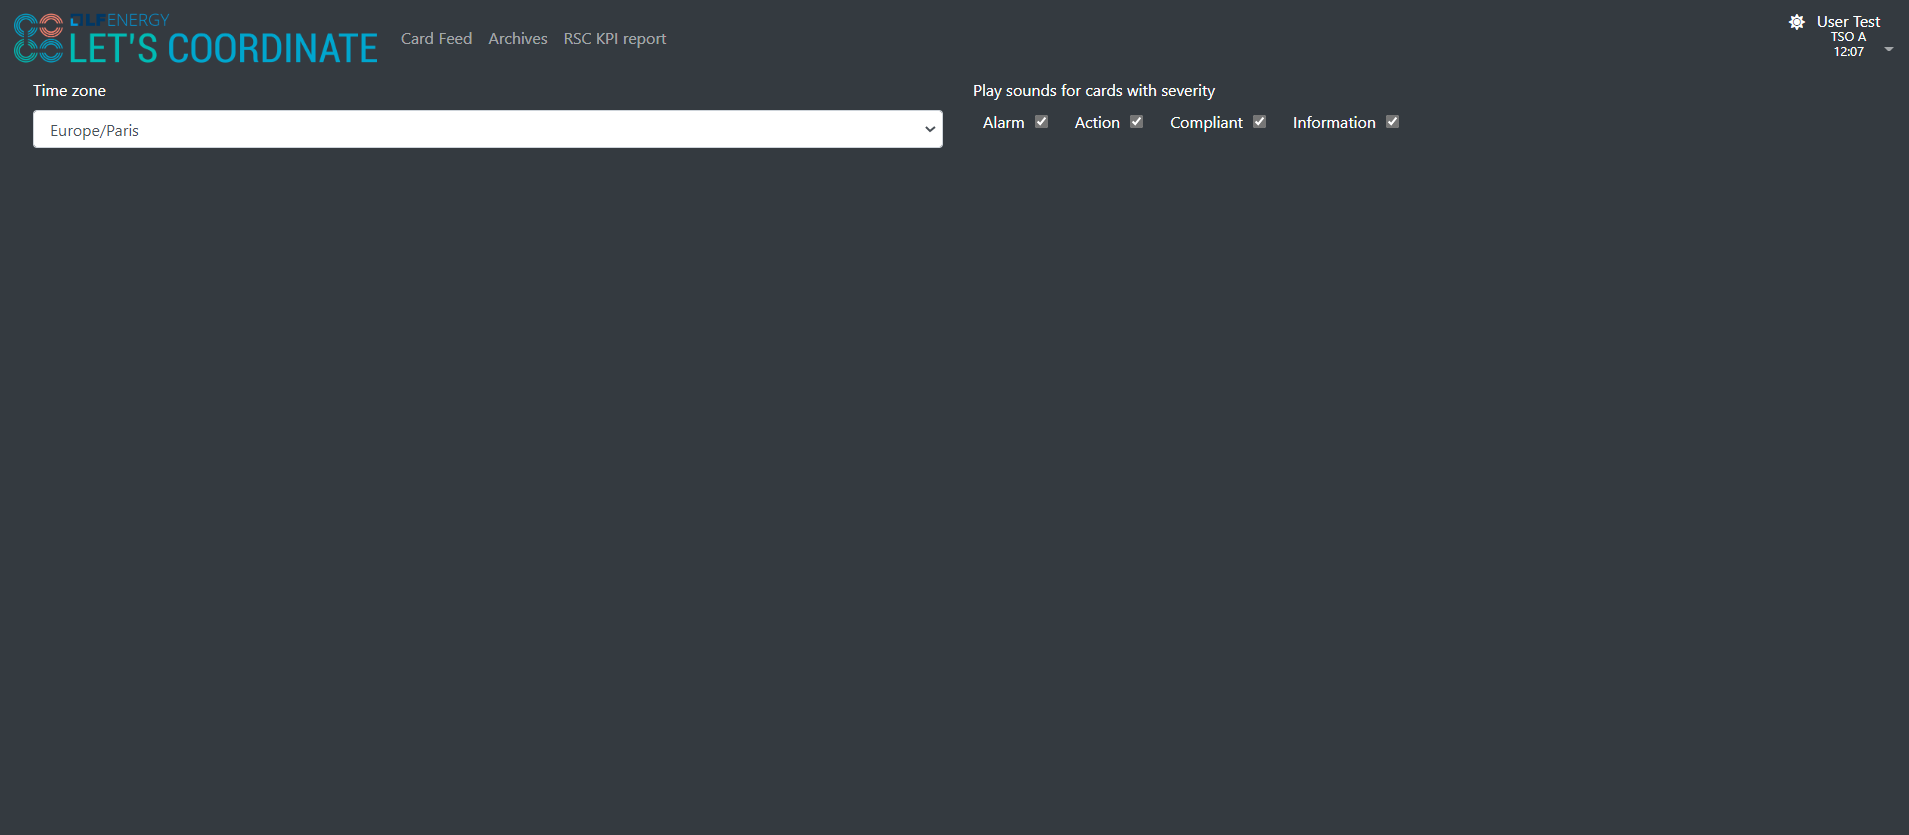 LFENERGY
LET'S COORDINATE
Card Feed Archives RSC KPI report
User Test
TSO A
12:07
Time zone
Europe/Paris
Play sounds for cards with severity
Alarm Action Compliant Information